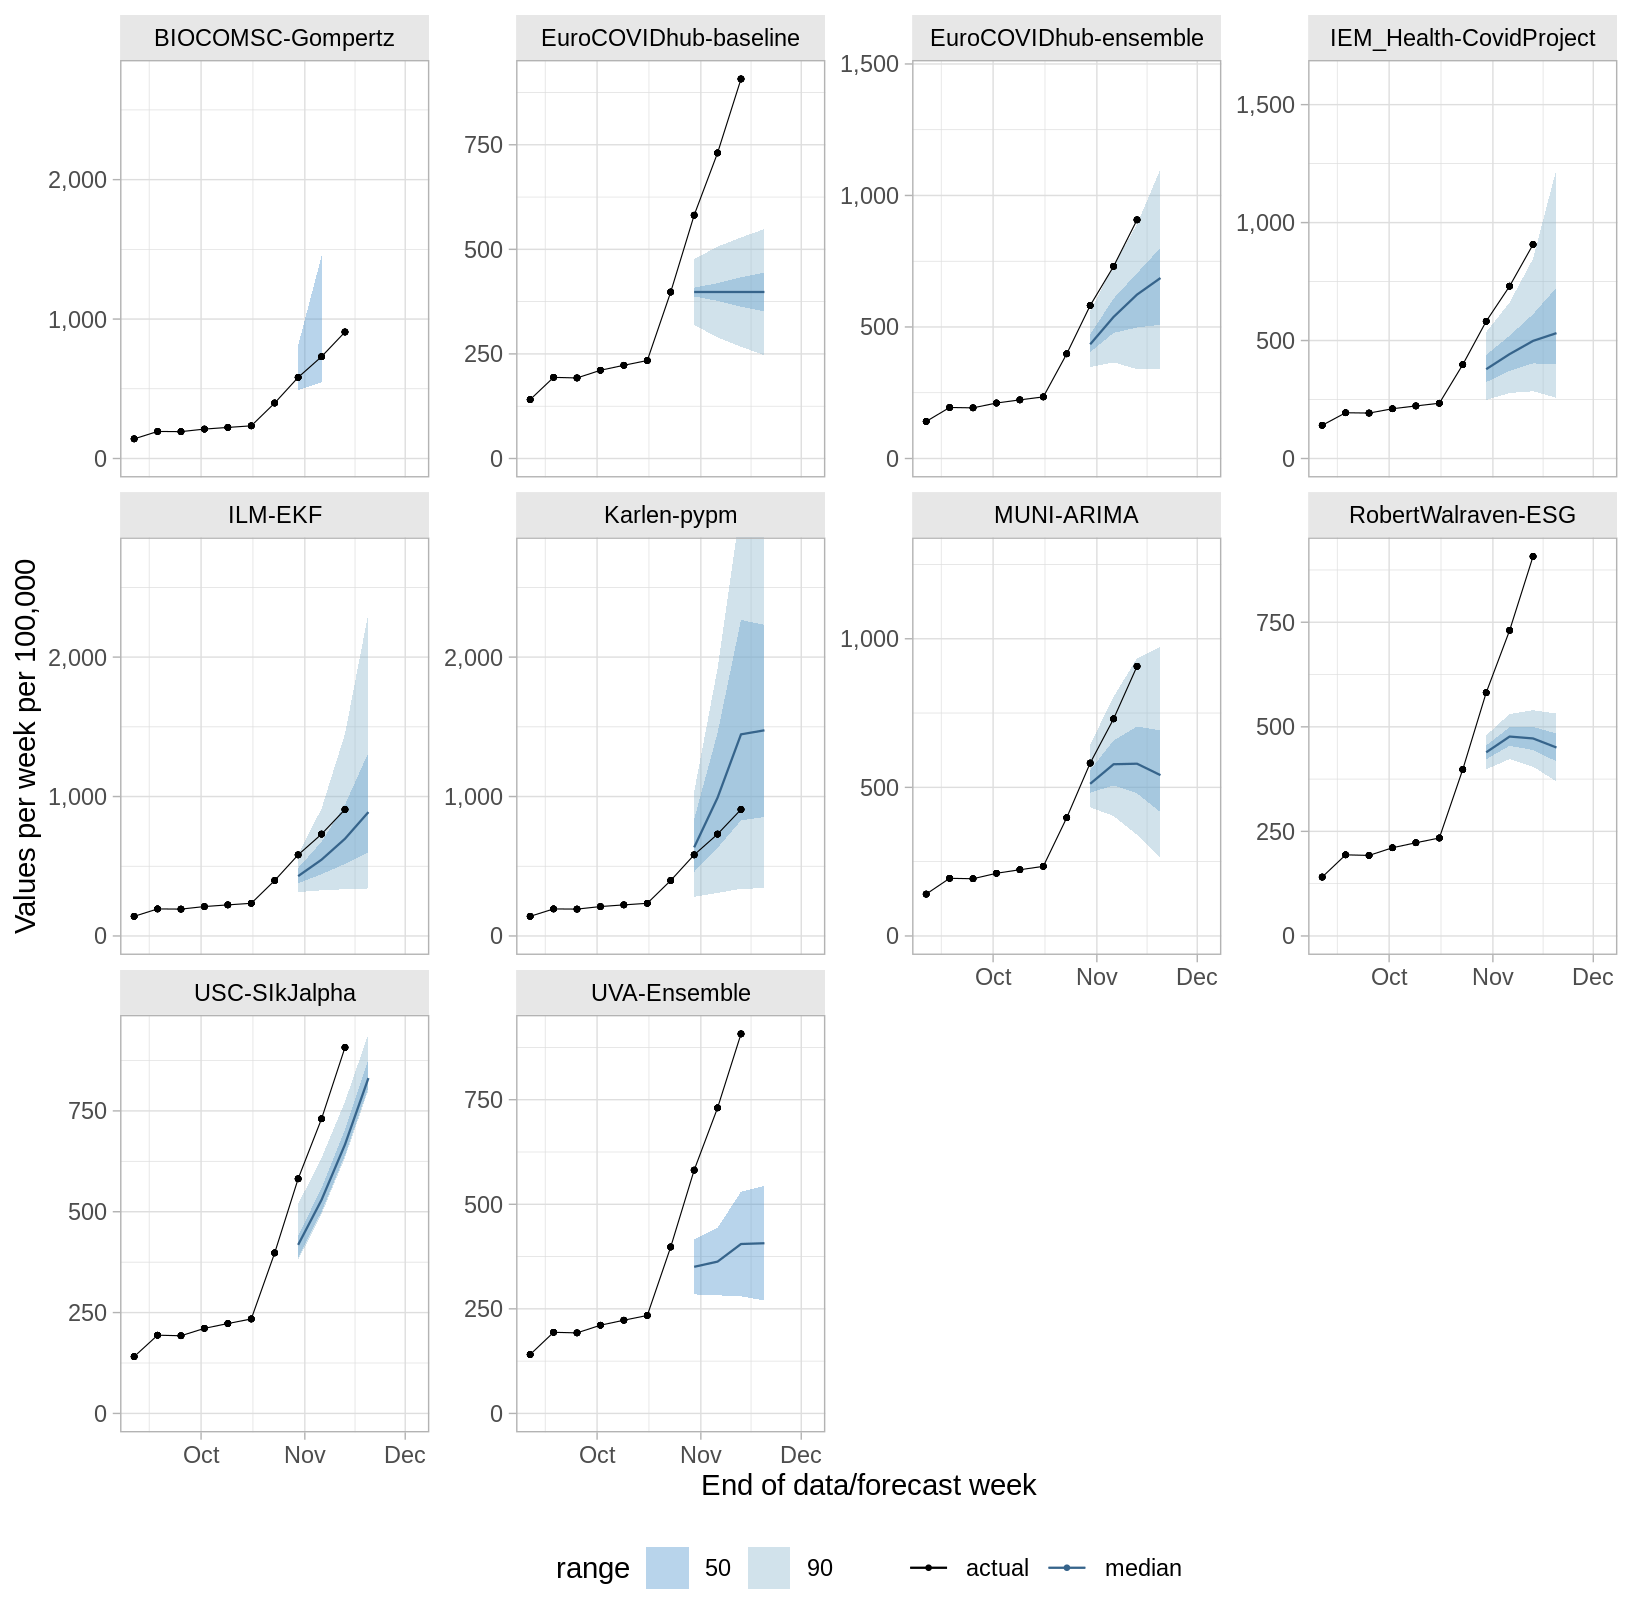 BIOCOMSC-Gompertz
EuroCOVIDhub-baseline
EuroCOVIDhub-ensemble
IEM_Health-CovidProject
2,000
1,000
0
750
500
250
0
1,500
1,000
500
0
1,500
1,000
500
0
ILM-EKF
Karlen-pypm
MUNI-ARIMA
RobertWalraven-ESG
Values per week per 100,000
2,000
1,000
0
2,000
1,000
0
1,000
500
0
750
500
250
0
Oct Nov Dec
Oct Nov Dec
USC-SIkJalpha
UVA-Ensemble
750
500
250
0
750
500
250
0
Oct Nov Dec
Oct Nov Dec
End of data/forecast week
range 50 90 actual median